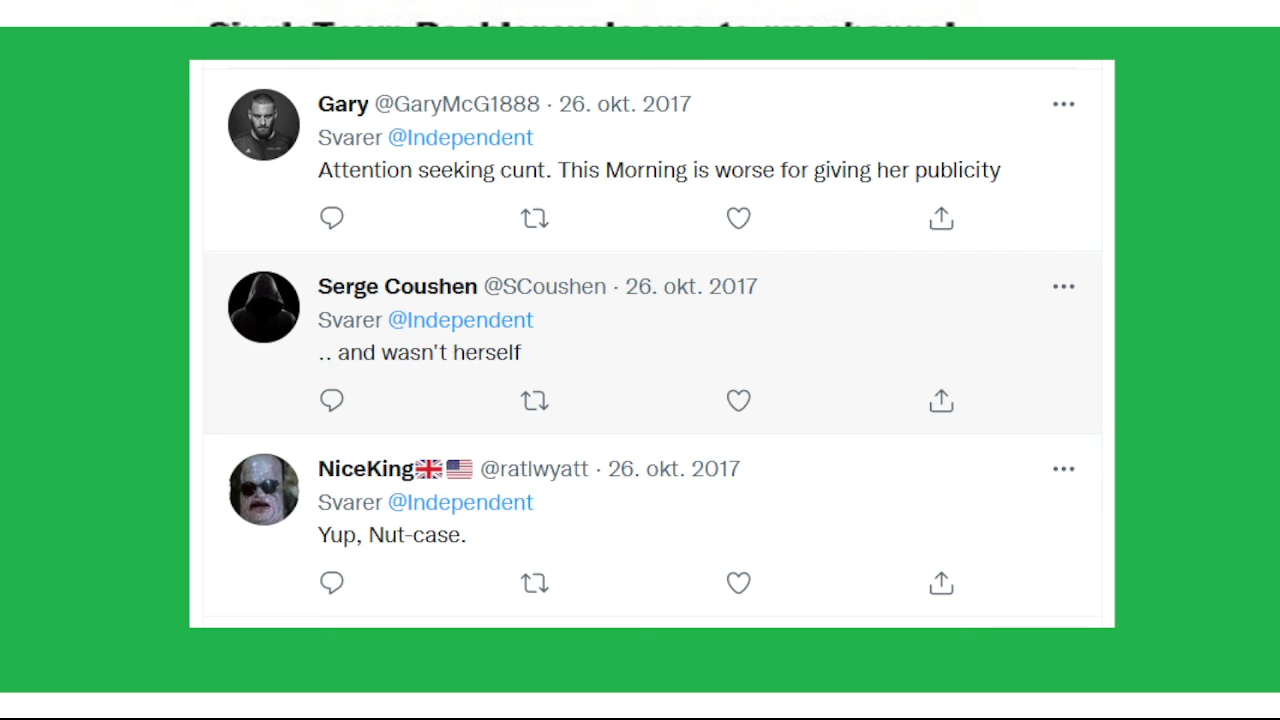 Gary @GaryMcG1888 · 26. okt. 2017
Svarer @Independent
Attention seeking cunt. This Morning is worse for giving her publicity
Serge Coushen @SCoushen · 26. okt. 2017
Svarer @Independent
.. and wasn't herself
NiceKing🇬🇧🇺🇸 @ratlwyatt · 26. okt. 2017
Svarer @Independent
Yup, Nut-case.